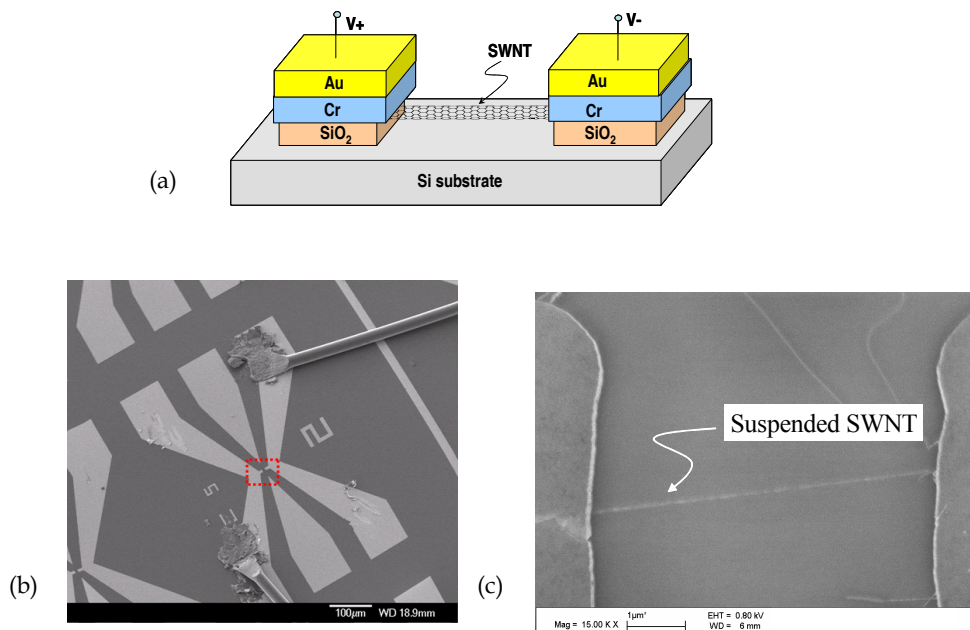 V+
V-
SWNT
Au
Au
Cr
Cr
SiO2
SiO2
Si substrate
(a)
2
5
100µm WD 18.9mm
(b)
Suspended SWNT
(c)
Mag = 15.00 K X
1µm*
EHT = 0.80 kV
WD = 6 mm